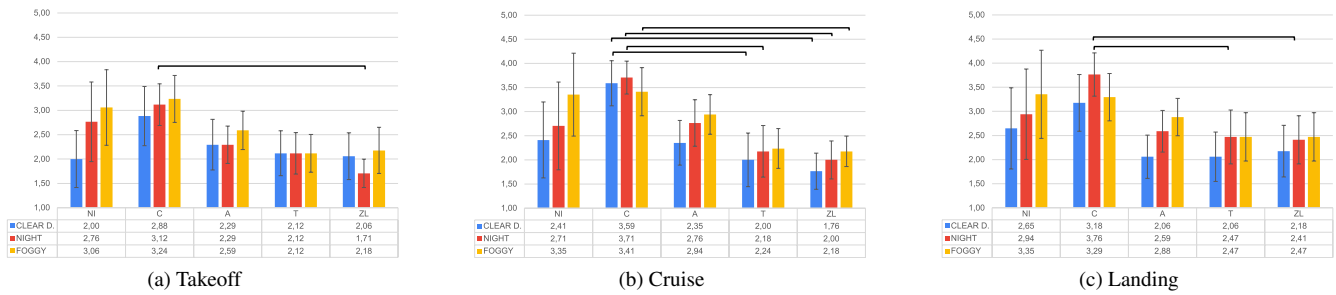 5,00
4,50
4,00
3,50
3,00
2,50
2,00
1,50
1,00
NI C A T ZL
CLEAR D. 2,00 2,88 2,29 2,12 2,06
NIGHT 2,76 3,12 2,29 2,12 1,71
FOGGY 3,06 3,24 2,59 2,12 2,18
(a) Takeoff
5,00
4,50
4,00
3,50
3,00
2,50
2,00
1,50
1,00
NI C A T ZL
CLEAR D. 2,41 3,59 2,35 2,00 1,76
NIGHT 2,71 3,71 2,76 2,18 2,00
FOGGY 3,35 3,41 2,94 2,24 2,18
(b) Cruise
5,00
4,50
4,00
3,50
3,00
2,50
2,00
1,50
1,00
NI C A T ZL
CLEAR D. 2,65 3,18 2,06 2,06 2,18
NIGHT 2,94 3,76 2,59 2,47 2,41
FOGGY 3,35 3,29 2,88 2,47 2,47
(c) Landing